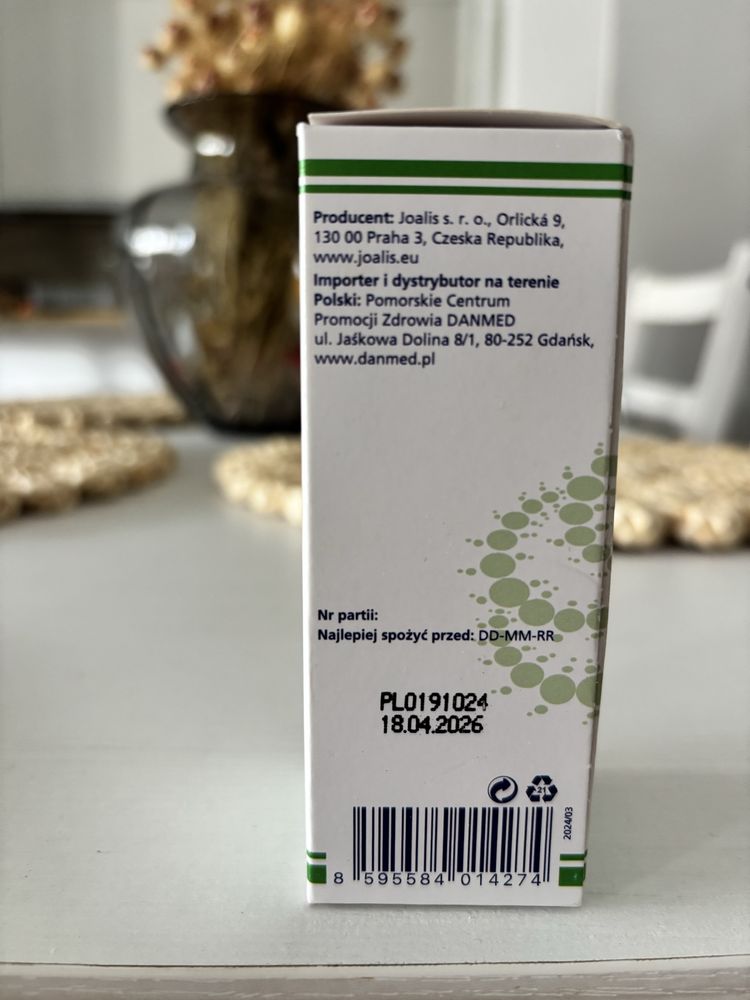 Producent: Joalis s. r. o., Orlická 9,
130 00 Praha 3, Czeska Republika,
www.joalis.eu
Importer i dystrybutor na terenie
Polski: Pomorskie Centrum
Promocji Zdrowia DANMED
ul. Jaśkowa Dolina 8/1, 80-252 Gdańsk,
www.danmed.pl
Nr partii:
Najlepiej spożyć przed: DD-MM-RR
PL0191024
18.04.2026
21
2024/03
8 595584 014274